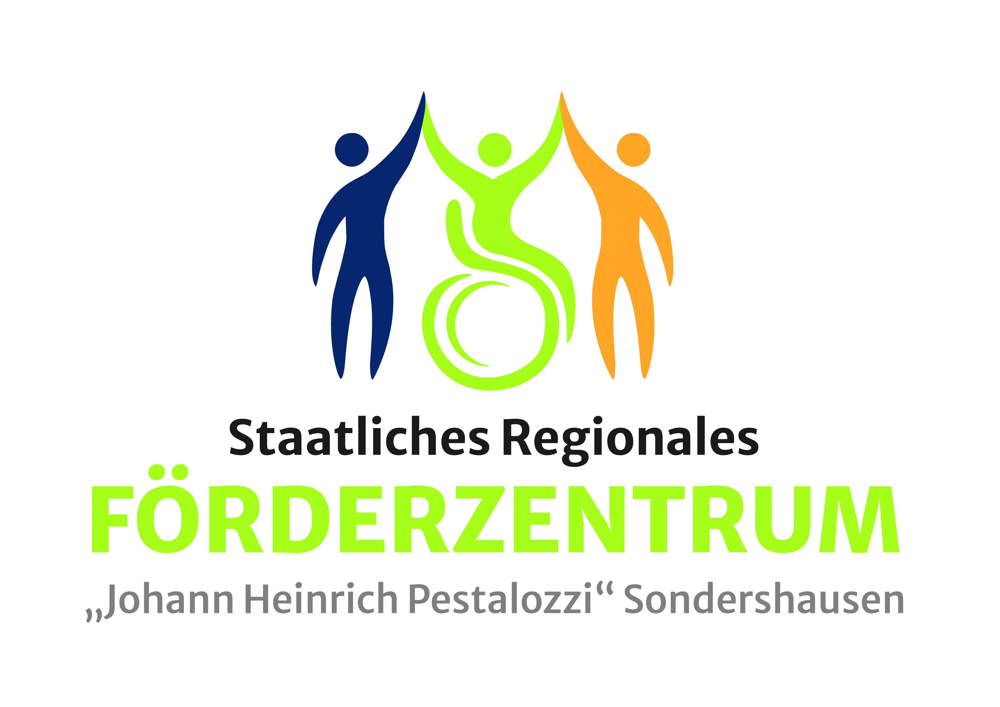 Staatliches Regionales
FÖRDERZENTRUM
„Johann Heinrich Pestalozzi“ Sondershausen